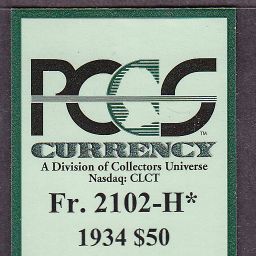 PCGS
TM
CURRENCY
A Division of Collectors Universe
Nasdaq: CLCT
Fr. 2102-H*
1934 $50